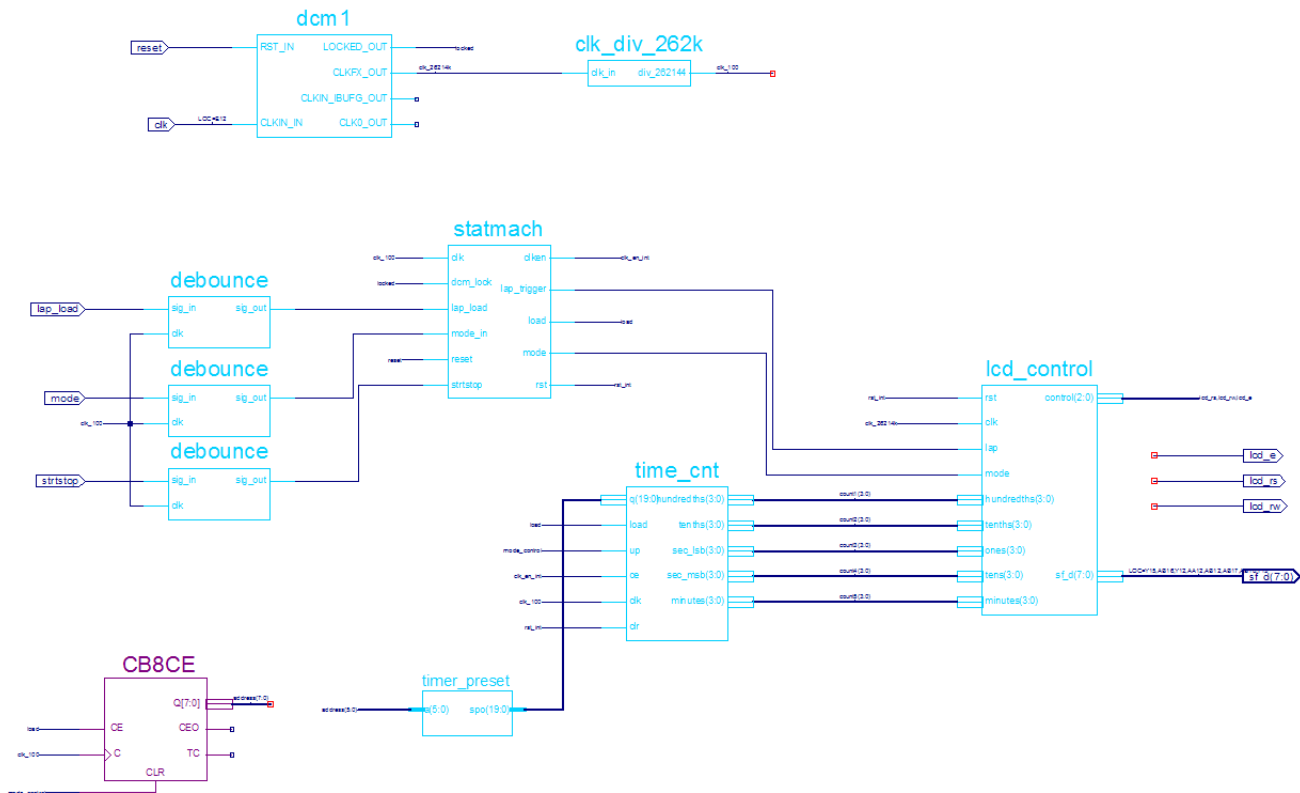 dcm1
reset
RST_IN
LOCKED_OUT
locked
clk_div_262k
CLKFX_OUT
clk_26214k
clk_in
div_262144
clk_100
CLKIN_IBUFG_OUT
clk
CLKIN_IN
CLK0_OUT
statmach
clk_100
clk
clken
clk_en_int
locked
dcm_lock
lap_trigger
debounce
lap_load
sig_in
sig_out
lap_load
load
load
clk
mode_in
mode
reset
reset
debounce
strtstop
rst
rst_int
mode
sig_in
sig_out
clk_100
clk
debounce
strtstop
sig_in
sig_out
clk
lcd_control
rst_int
rst
control(2:0)
lcd_rs,lcd_rw,lcd_e
clk_26214k
clk
lap
mode
hundredths(3:0)
tenths(3:0)
ones(3:0)
tens(3:0)
sf_d(7:0)
minutes(3:0)
lcd_e
lcd_rs
lcd_rw
sf_d(7:0)
time_cnt
q(19:0)
hundredths(3:0)
count1(3:0)
load
load
tenths(3:0)
count2(3:0)
mode_control
up
sec_lsb(3:0)
count3(3:0)
clk_en_int
ce
sec_msb(3:0)
count4(3:0)
clk_100
clk
minutes(3:0)
count5(3:0)
rst_int
clr
CB8CE
Q[7:0]
address(7:0)
load
CE
CEO
clk_100
C
TC
CLR
timer_preset
address(5:0)
a(5:0)
spo(19:0)